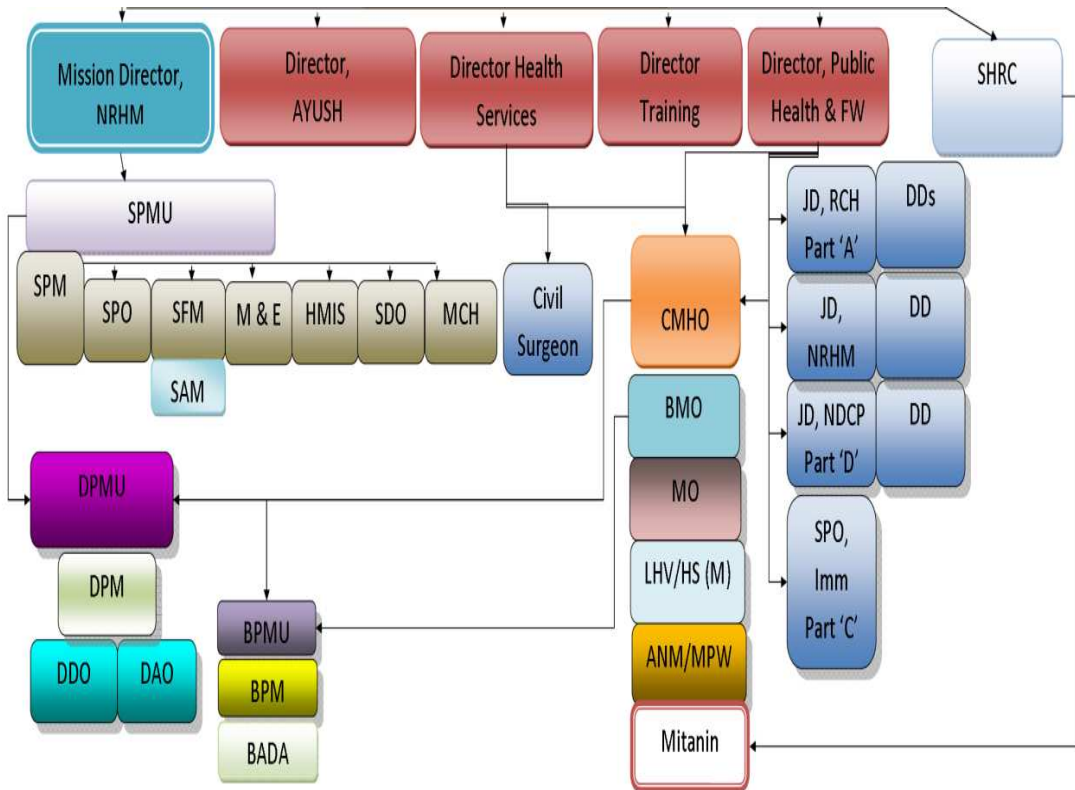 Mission Director,
NRHM
Director,
AYUSH
Director Health
Services
Director
Training
Director, Public
Health & FW
SHRC
SPMU
SPM
SPO
SFM
M & E
HMIS
SDO
MCH
SAM
Civil
Surgeon
CMHO
JD, RCH
Part ‘A’
DDs
JD,
NRHM
DD
JD, NDCP
Part ‘D’
DD
SPO,
Imm
Part ‘C’
BMO
MO
LHV/HS (M)
ANM/MPW
Mitanin
DPMU
DPM
DDO
DAO
BPMU
BPM
BADA